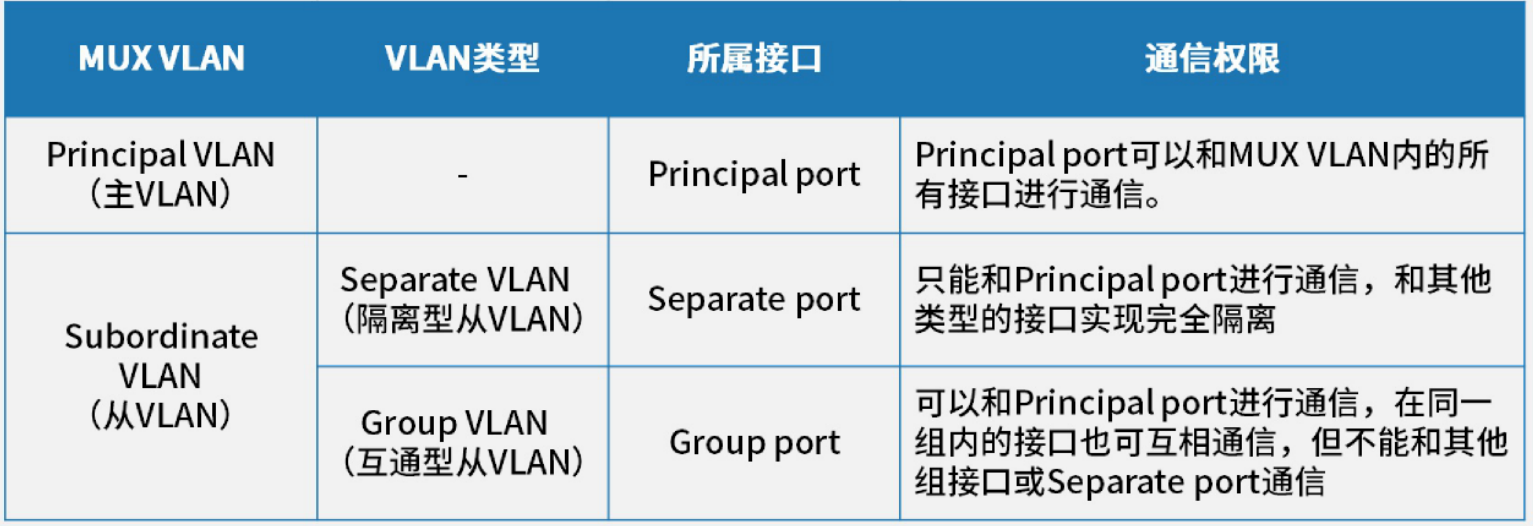 MUX VLAN
VLAN类型
所属接口
通信权限
Principal VLAN
（主VLAN）
-
Principal port
Principal port可以和MUX VLAN内的所
有接口进行通信。
Subordinate
VLAN
（从VLAN）
Separate VLAN
（隔离型从VLAN）
Separate port
只能和Principal port进行通信，和其他
类型的接口实现完全隔离
Group VLAN
（互通型从VLAN）
Group port
可以和Principal port进行通信，在同一
组内的接口也可互相通信，但不能和其他
组接口或Separate port通信